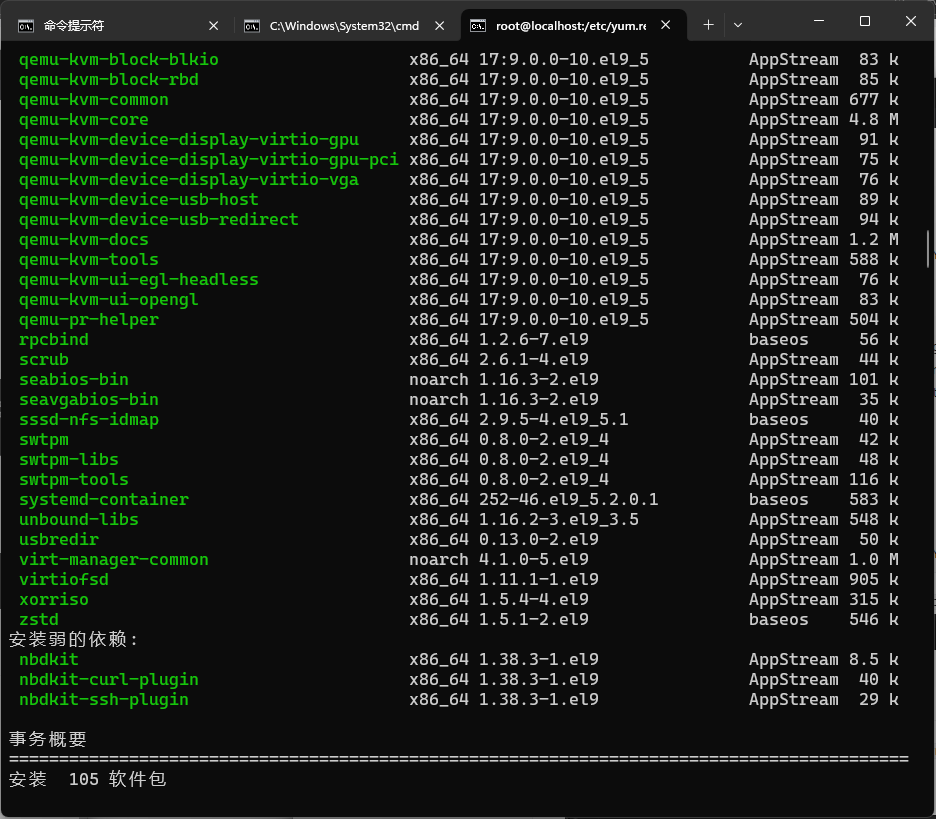 命令提示符
C:\Windows\System32\cmd
root@localhost:/etc/yum.re
qemu-kvm-block-blkio x86_64 17:9.0.0-10.el9_5 AppStream 83 k
qemu-kvm-block-rbd x86_64 17:9.0.0-10.el9_5 AppStream 85 k
qemu-kvm-common x86_64 17:9.0.0-10.el9_5 AppStream 677 k
qemu-kvm-core x86_64 17:9.0.0-10.el9_5 AppStream 4.8 M
qemu-kvm-device-display-virtio-gpu x86_64 17:9.0.0-10.el9_5 AppStream 91 k
qemu-kvm-device-display-virtio-gpu-pci x86_64 17:9.0.0-10.el9_5 AppStream 75 k
qemu-kvm-device-display-virtio-vga x86_64 17:9.0.0-10.el9_5 AppStream 76 k
qemu-kvm-device-usb-host x86_64 17:9.0.0-10.el9_5 AppStream 89 k
qemu-kvm-device-usb-redirect x86_64 17:9.0.0-10.el9_5 AppStream 94 k
qemu-kvm-docs x86_64 17:9.0.0-10.el9_5 AppStream 1.2 M
qemu-kvm-tools x86_64 17:9.0.0-10.el9_5 AppStream 588 k
qemu-kvm-ui-egl-headless x86_64 17:9.0.0-10.el9_5 AppStream 76 k
qemu-kvm-ui-opengl x86_64 17:9.0.0-10.el9_5 AppStream 83 k
qemu-pr-helper x86_64 17:9.0.0-10.el9_5 AppStream 504 k
rpcbind x86_64 1.2.6-7.el9 baseos 56 k
scrub x86_64 2.6.1-4.el9 AppStream 44 k
seabios-bin noarch 1.16.3-2.el9 AppStream 101 k
seavgabios-bin noarch 1.16.3-2.el9 AppStream 35 k
sssd-nfs-idmap x86_64 2.9.5-4.el9_5.1 baseos 40 k
swtpm x86_64 0.8.0-2.el9_4 AppStream 42 k
swtpm-libs x86_64 0.8.0-2.el9_4 AppStream 48 k
swtpm-tools x86_64 0.8.0-2.el9_4 AppStream 116 k
systemd-container x86_64 252-46.el9_5.2.0.1 baseos 583 k
unbound-libs x86_64 1.16.2-3.el9_3.5 AppStream 548 k
usbredir x86_64 0.13.0-2.el9 AppStream 50 k
virt-manager-common noarch 4.1.0-5.el9 AppStream 1.0 M
virtiofsd x86_64 1.11.1-1.el9 AppStream 905 k
xorriso x86_64 1.5.4-4.el9 AppStream 315 k
zstd x86_64 1.5.1-2.el9 baseos 546 k
安装弱的依赖:
nbdkit x86_64 1.38.3-1.el9 AppStream 8.5 k
nbdkit-curl-plugin x86_64 1.38.3-1.el9 AppStream 40 k
nbdkit-ssh-plugin x86_64 1.38.3-1.el9 AppStream 29 k
事务概要
==========================================================================================
安装 105 软件包